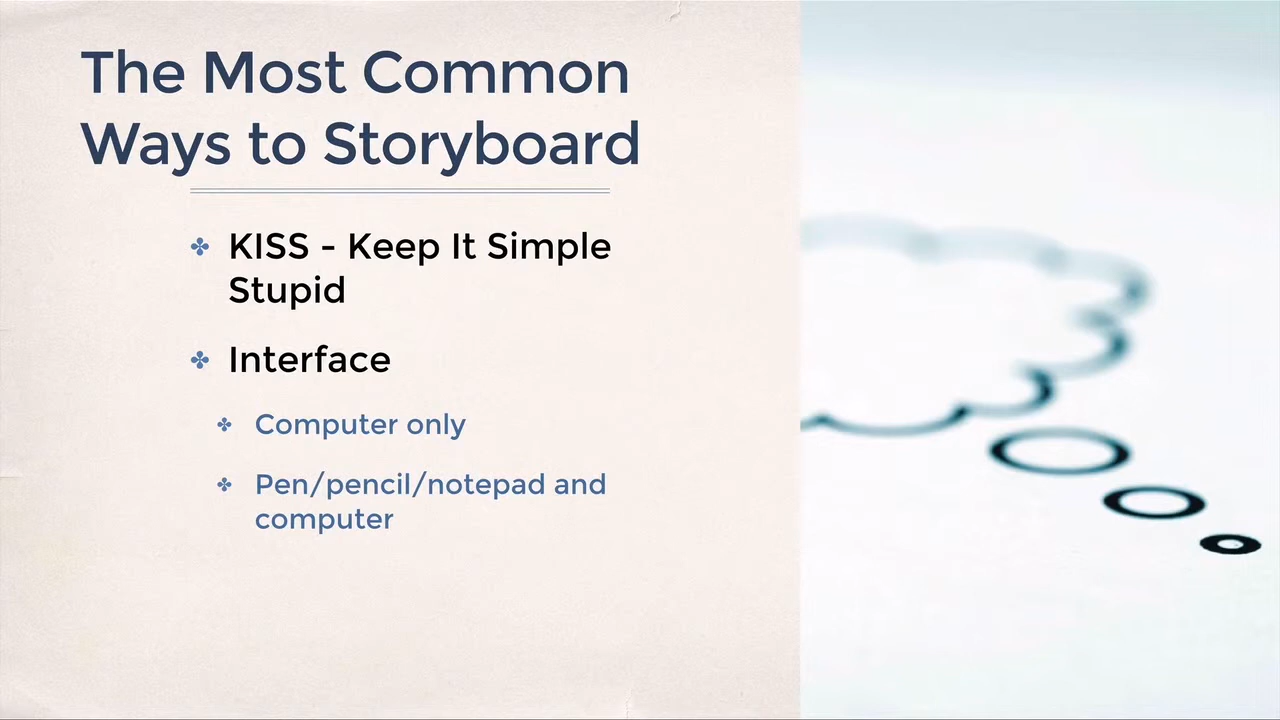 The Most Common
Ways to Storyboard
KISS - Keep It Simple
Stupid
Interface
Computer only
Pen/pencil/notepad and
computer